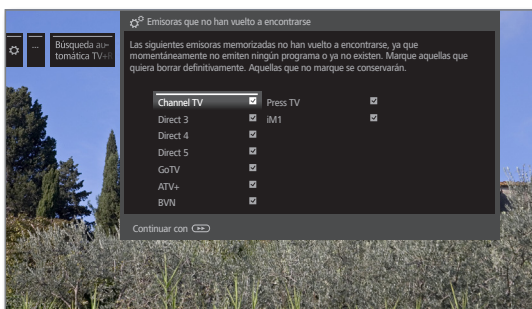 Emisoras que no han vuelto a encontrarse
...
Búsqueda au-
tomática TV+R
Las siguientes emisoras memorizadas no han vuelto a encontrarse, ya que
momentáneamente no emiten ningún programa o ya no existen. Marque aquellas que
quiera borrar definitivamente. Aquellas que no marque se conservarán.
Channel TV
Press TV
Direct 3
iM1
Direct 4
Direct 5
GoTV
ATV+
BVN
Continuar con